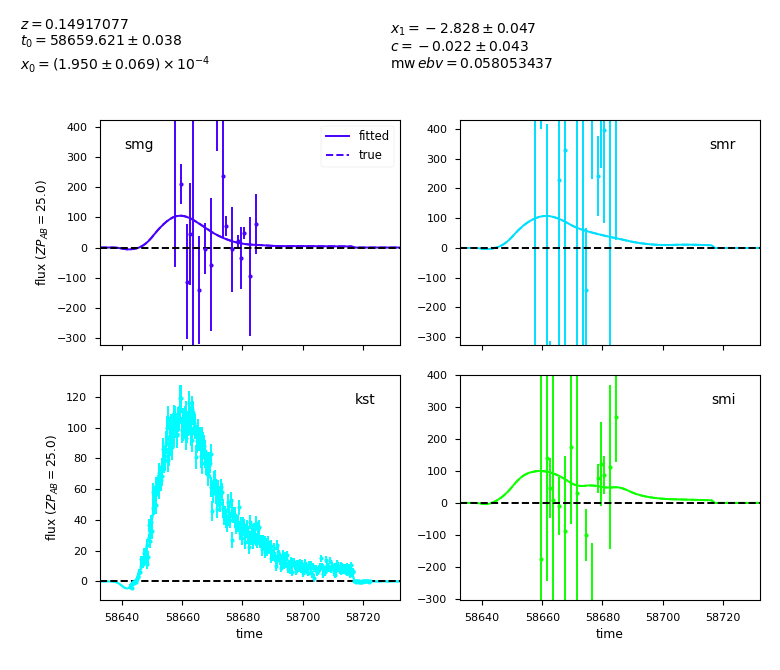 z = 0.14917077
t₀ = 58659.621 ± 0.038
x₀ = (1.950 ± 0.069) × 10⁻⁴
x₁ = −2.828 ± 0.047
c = −0.022 ± 0.043
mw ebv = 0.058053437
smg
fitted
true
400
300
200
100
0
−100
−200
−300
flux (ZP_AB = 25.0)
smr
400
300
200
100
0
−100
−200
−300
kst
120
100
80
60
40
20
0
flux (ZP_AB = 25.0)
58640 58660 58680 58700 58720
time
smi
400
300
200
100
0
−100
−200
−300
58640 58660 58680 58700 58720
time